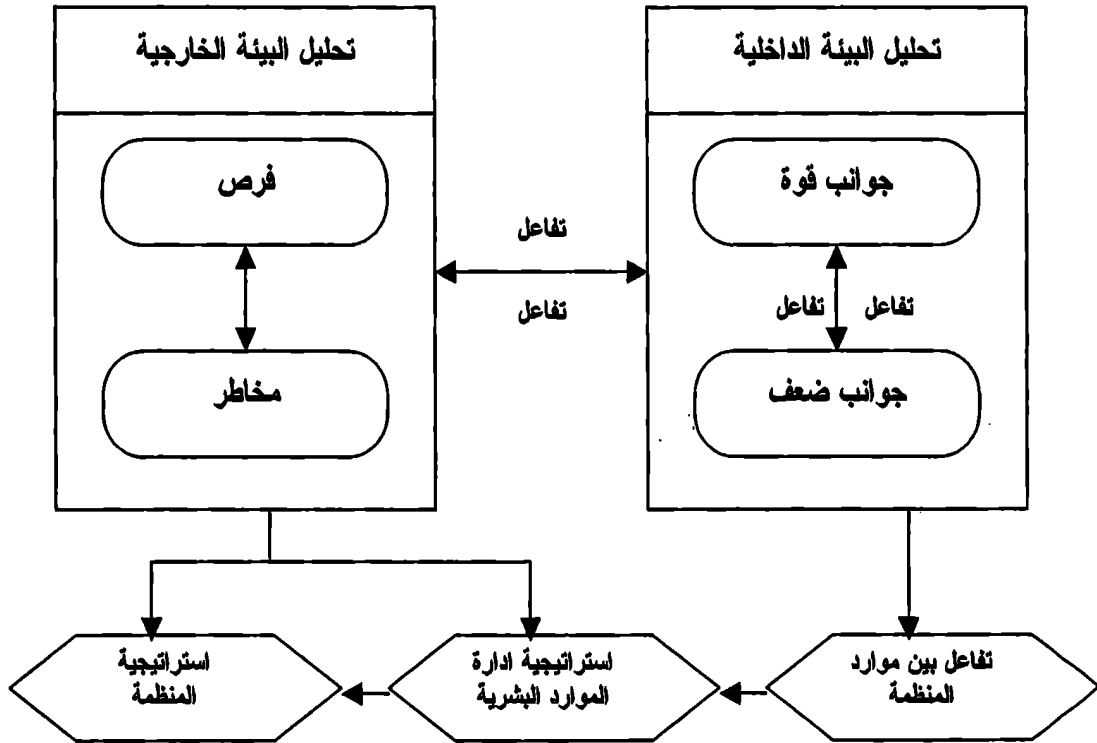 تحليل البيئة الداخلية
تحليل البيئة الخارجية
جوانب قوة
فرص
تفاعل
تفاعل
تفاعل
تفاعل
جوانب ضعف
مخاطر
تفاعل بين موارد
المنظمة
استراتيجية ادارة
الموارد البشرية
استراتيجية
المنظمة